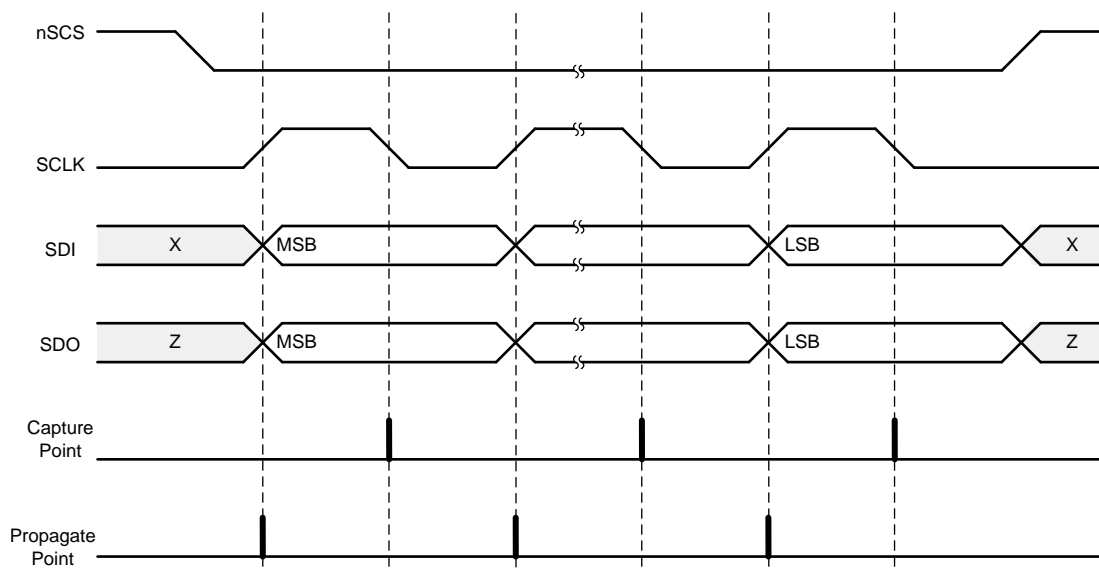 nSCS
SCLK
SDI
X
MSB
LSB
X
SDO
Z
MSB
LSB
Z
Capture
Point
Propagate
Point